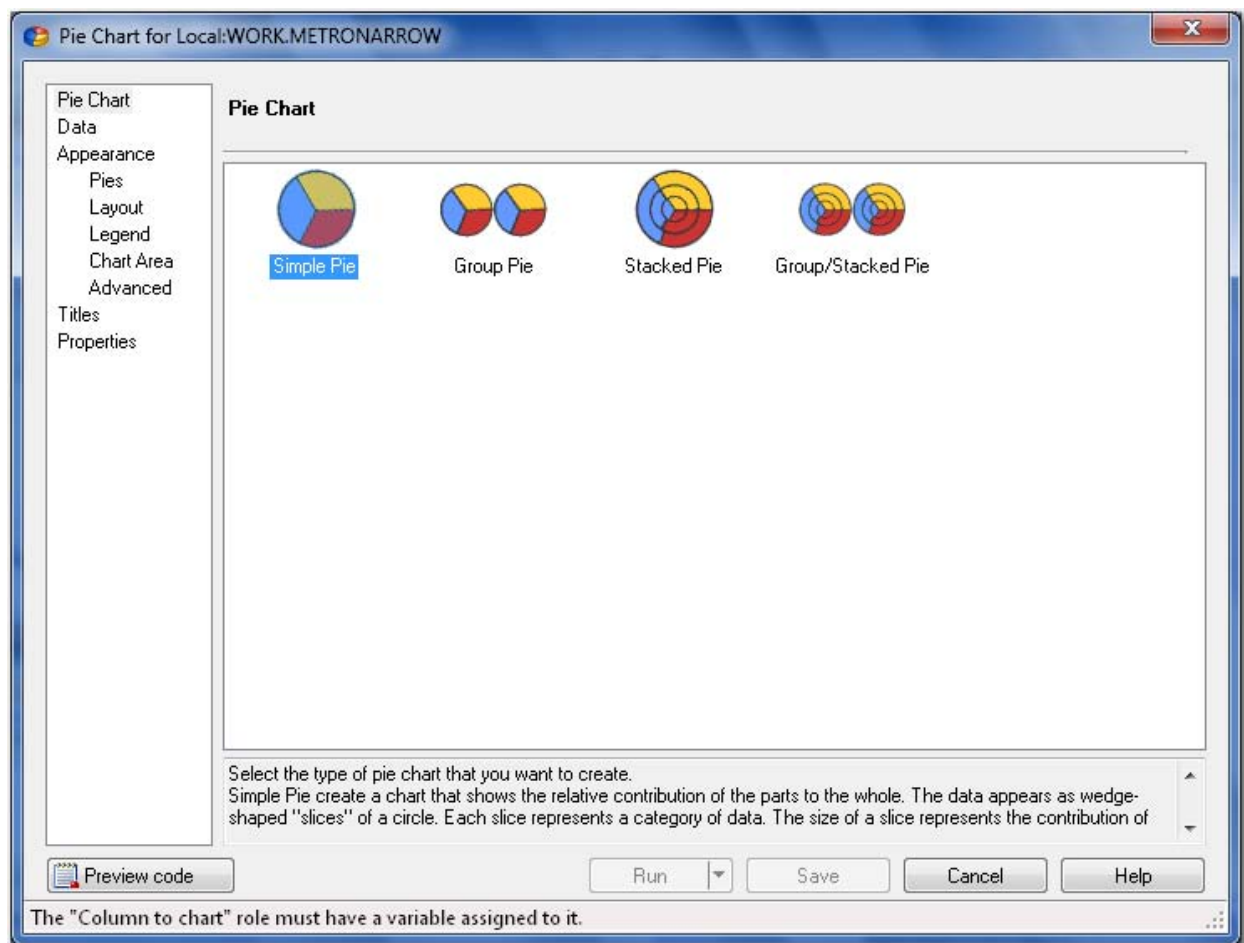 Pie Chart for Local:WORK.METRONARROW
X
Pie Chart
Data
Appearance
Pies
Layout
Legend
Chart Area
Advanced
Titles
Properties
Pie Chart
Simple Pie
Group Pie
Stacked Pie
Group/Stacked Pie
Select the type of pie chart that you want to create.
Simple Pie create a chart that shows the relative contribution of the parts to the whole. The data appears as wedge-
shaped "slices" of a circle. Each slice represents a category of data. The size of a slice represents the contribution of
Preview code
Run
Save
Cancel
Help
The "Column to chart" role must have a variable assigned to it.